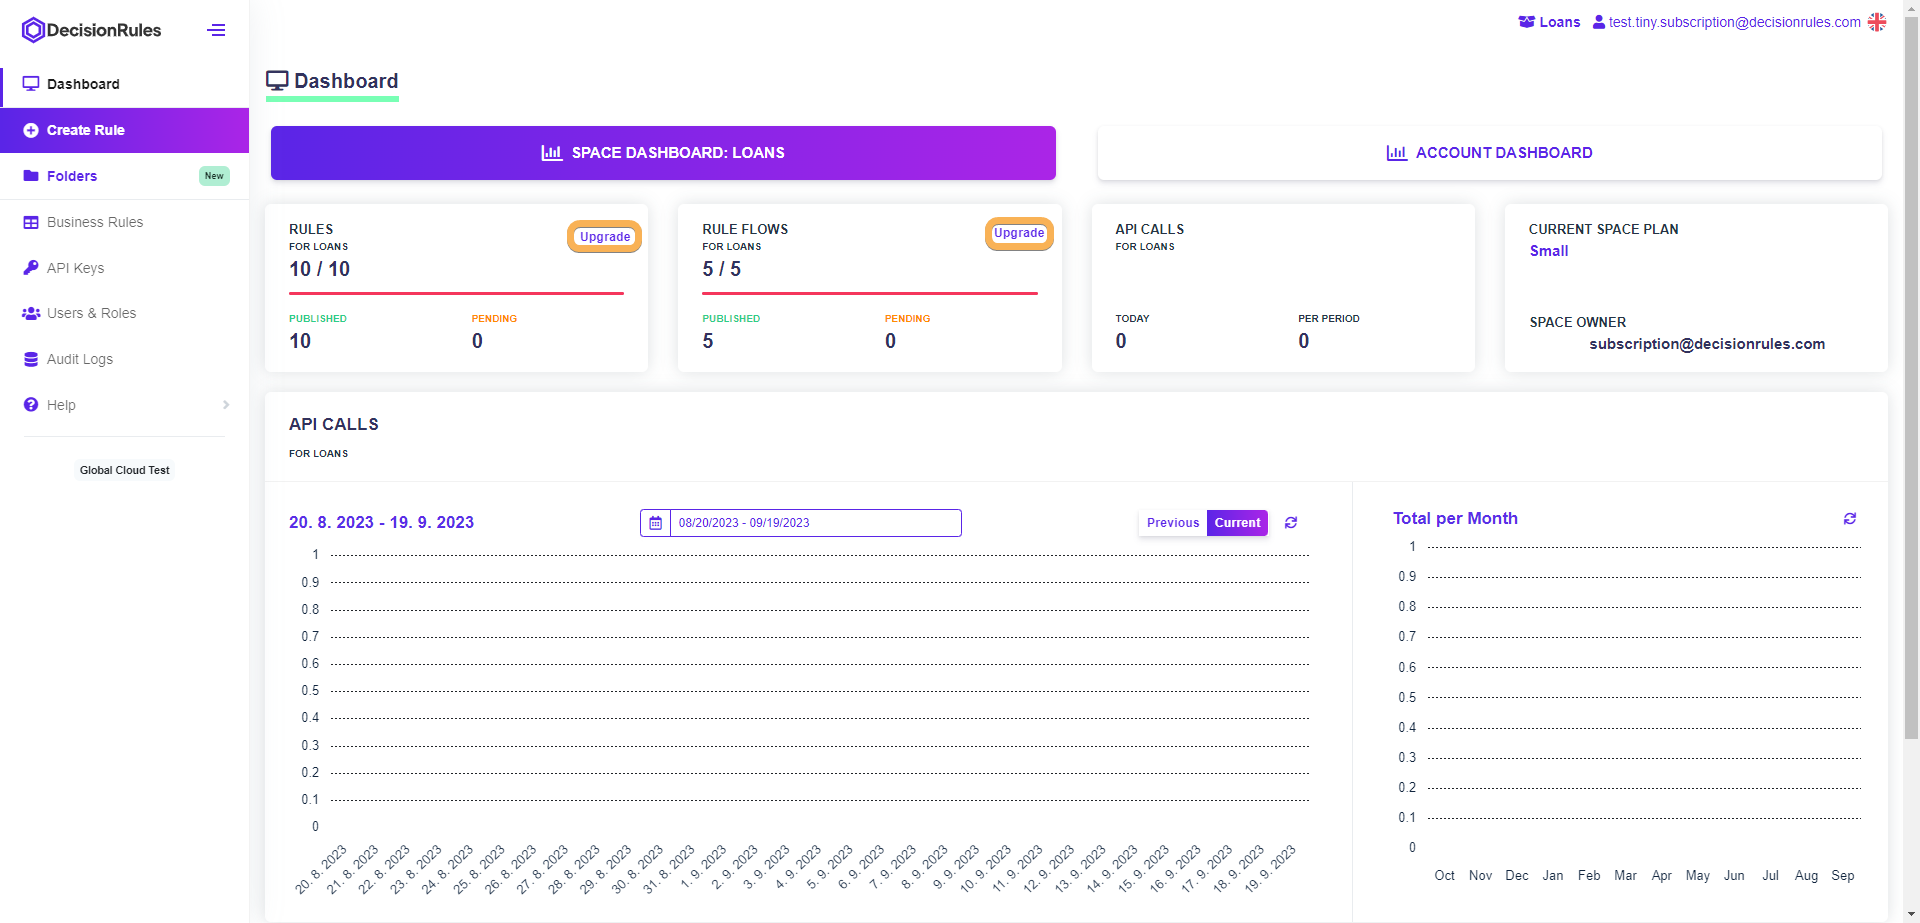 DecisionRules
Loans test.tiny.subscription@decisionrules.com
Dashboard
Create Rule
Folders New
Business Rules
API Keys
Users & Roles
Audit Logs
Help
Global Cloud Test
Dashboard
SPACE DASHBOARD: LOANS
ACCOUNT DASHBOARD
RULES
FOR LOANS
Upgrade
10 / 10
PUBLISHED PENDING
10 0
RULE FLOWS
FOR LOANS
Upgrade
5 / 5
PUBLISHED PENDING
5 0
API CALLS
FOR LOANS
TODAY PER PERIOD
0 0
CURRENT SPACE PLAN
Small
SPACE OWNER
subscription@decisionrules.com
API CALLS
FOR LOANS
20. 8. 2023 - 19. 9. 2023
08/20/2023 - 09/19/2023
Previous Current
1
0.9
0.8
0.7
0.6
0.5
0.4
0.3
0.2
0.1
0
20. 8. 2023 21. 8. 2023 22. 8. 2023 23. 8. 2023 24. 8. 2023 25. 8. 2023 26. 8. 2023 27. 8. 2023 28. 8. 2023 29. 8. 2023 30. 8. 2023 31. 8. 2023 1. 9. 2023 2. 9. 2023 3. 9. 2023 4. 9. 2023 5. 9. 2023 6. 9. 2023 7. 9. 2023 8. 9. 2023 9. 9. 2023 10. 9. 2023 11. 9. 2023 12. 9. 2023 13. 9. 2023 14. 9. 2023 15. 9. 2023 16. 9. 2023 17. 9. 2023 18. 9. 2023 19. 9. 2023
Total per Month
1
0.9
0.8
0.7
0.6
0.5
0.4
0.3
0.2
0.1
0
Oct Nov Dec Jan Feb Mar Apr May Jun Jul Aug Sep